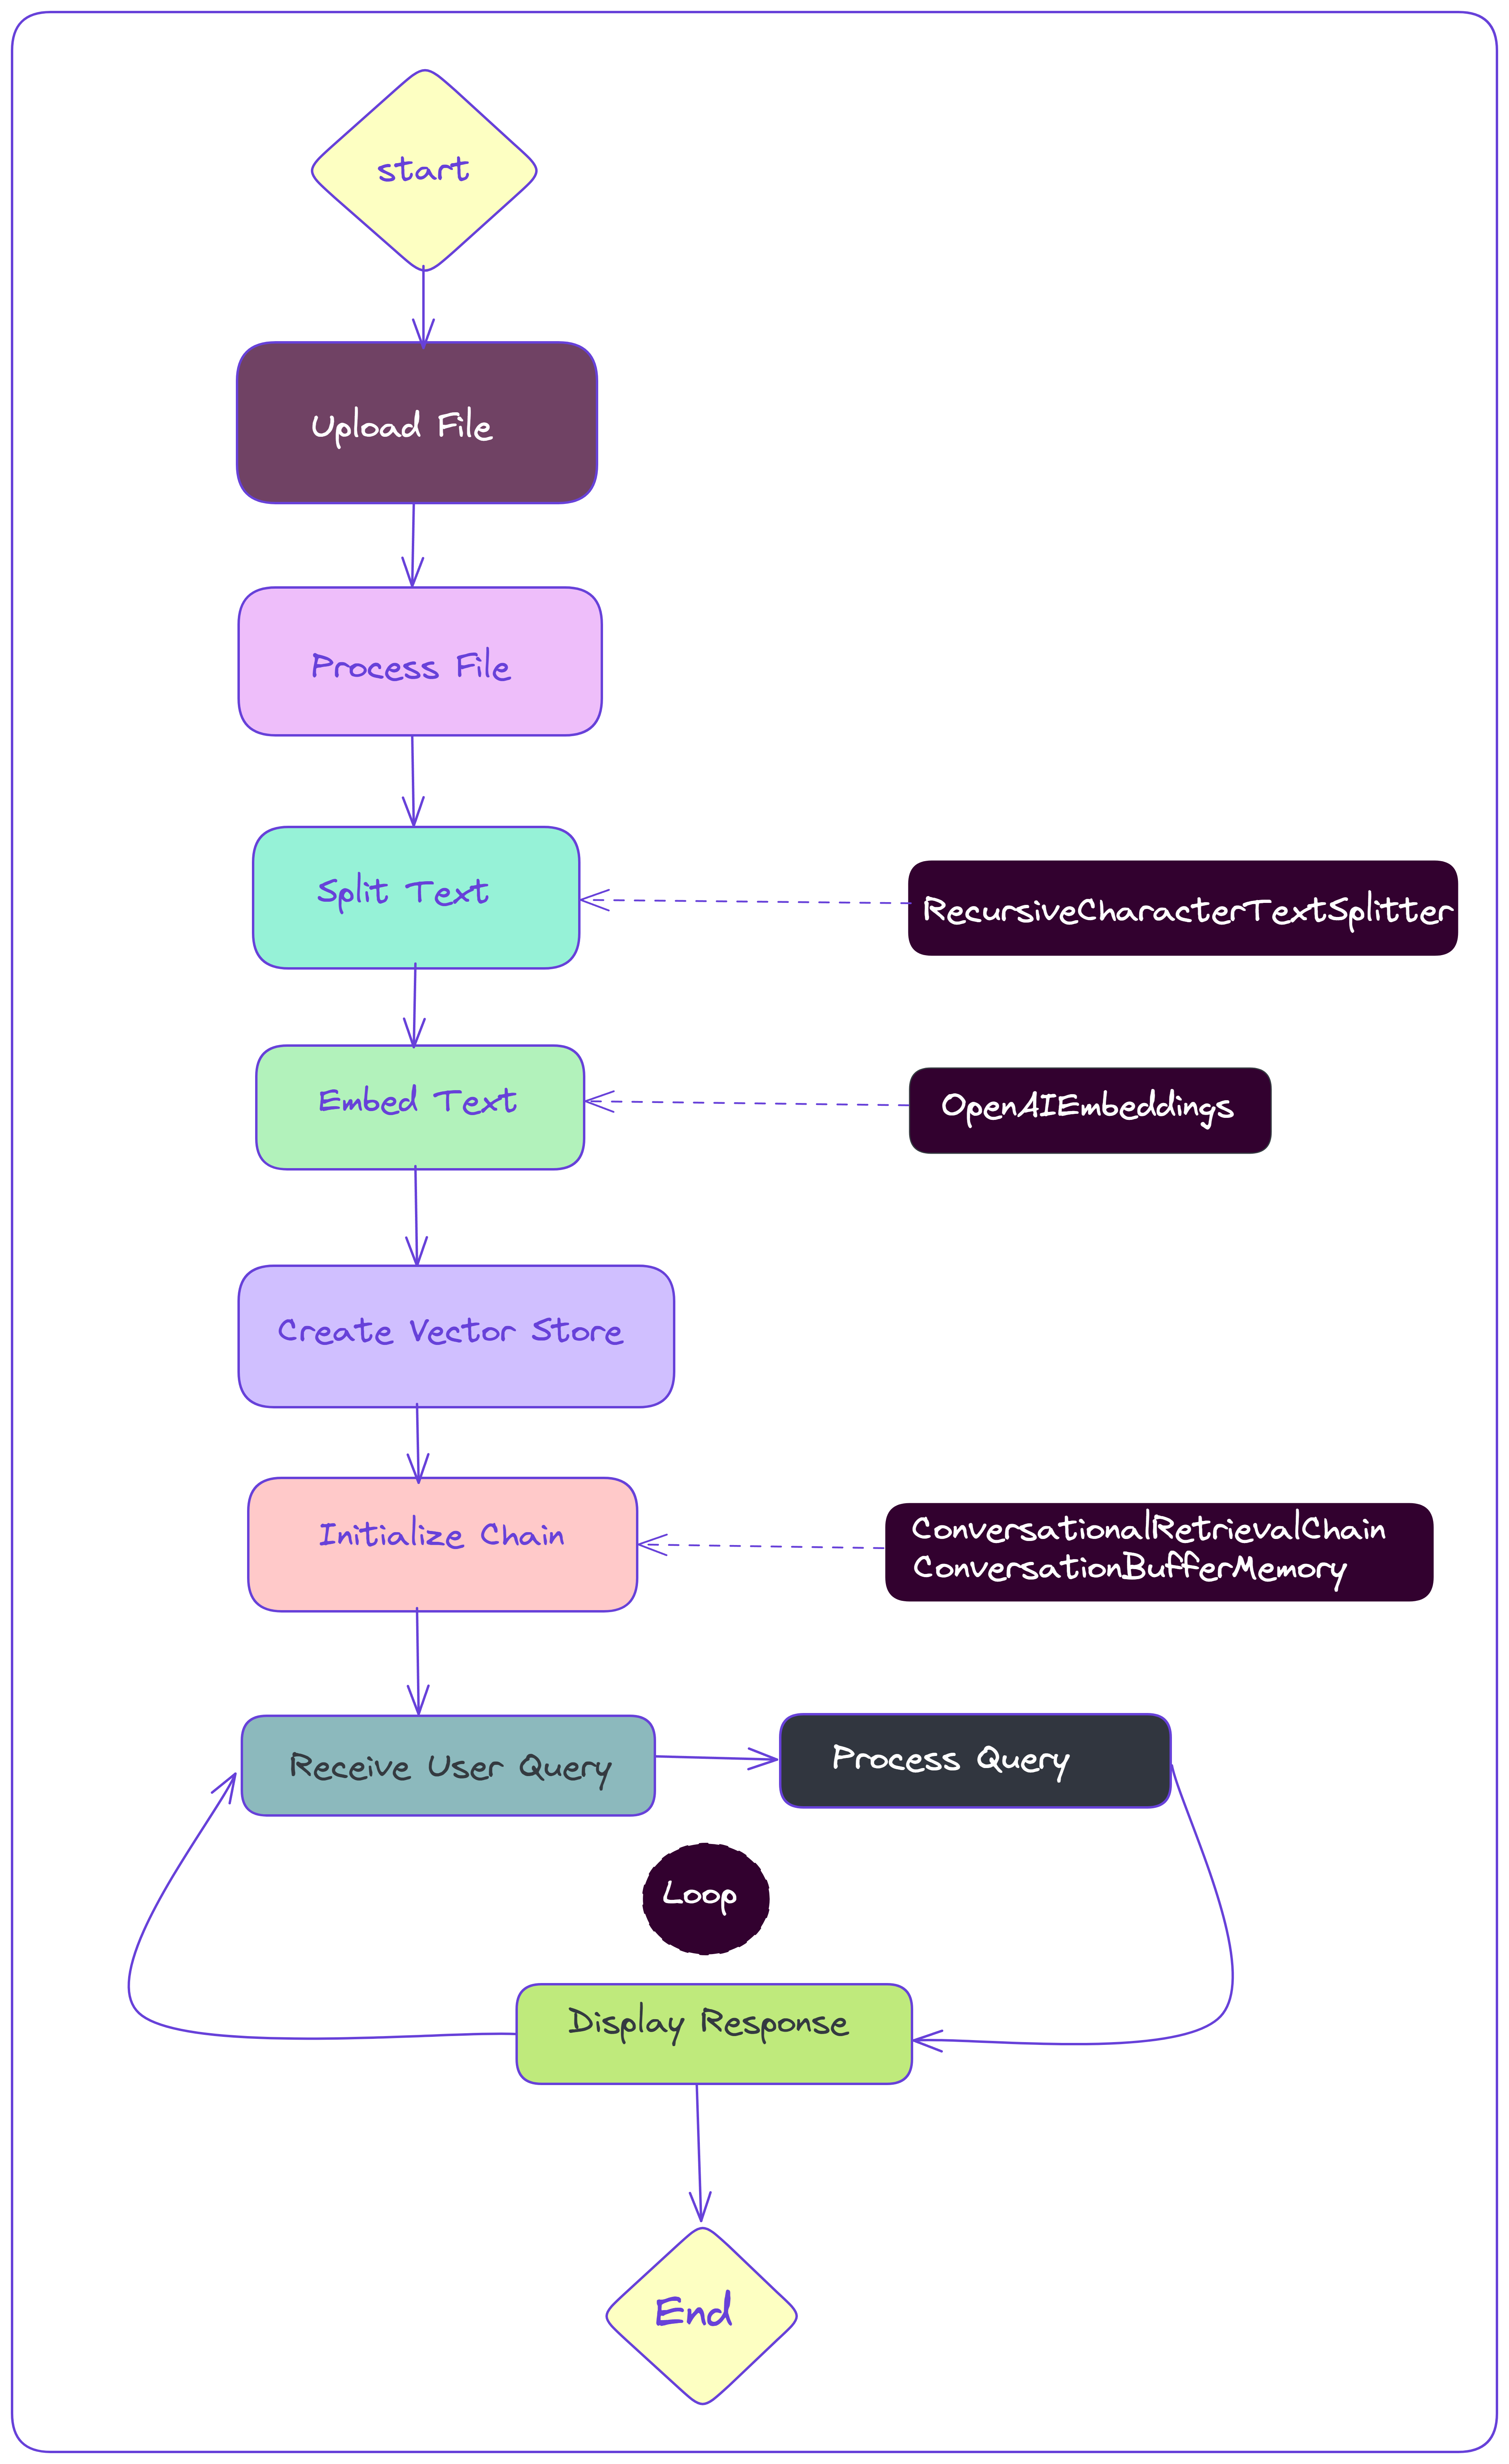 start
Upload File
Process File
Split Text
RecursiveCharacterTextSplitter
Embed Text
OpenAIEmbeddings
Create Vector Store
Initialize Chain
ConversationalRetrievalChain
ConversationBufferMemory
Receive User Query
Process Query
Loop
Display Response
End